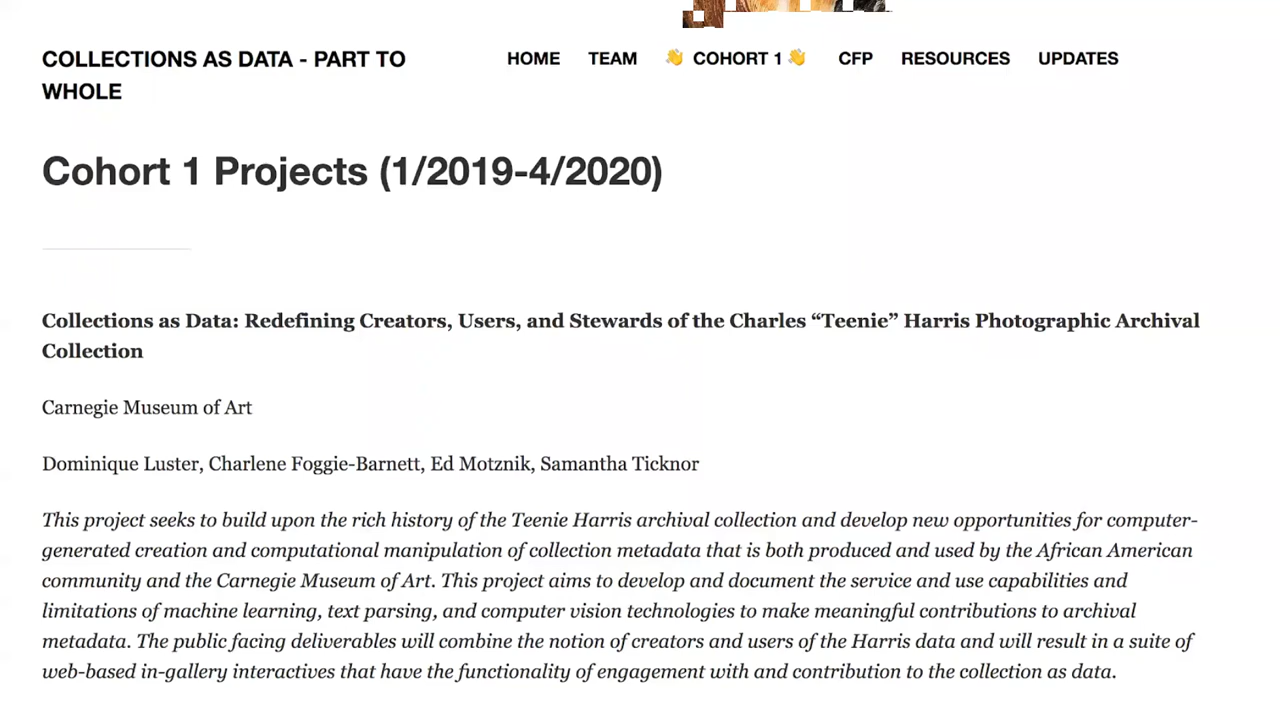 COLLECTIONS AS DATA - PART TO
WHOLE
HOME TEAM 👋 COHORT 1 👋 CFP RESOURCES UPDATES
Cohort 1 Projects (1/2019-4/2020)
Collections as Data: Redefining Creators, Users, and Stewards of the Charles “Teenie” Harris Photographic Archival
Collection
Carnegie Museum of Art
Dominique Luster, Charlene Foggie-Barnett, Ed Motznik, Samantha Ticknor
This project seeks to build upon the rich history of the Teenie Harris archival collection and develop new opportunities for computer-
generated creation and computational manipulation of collection metadata that is both produced and used by the African American
community and the Carnegie Museum of Art. This project aims to develop and document the service and use capabilities and
limitations of machine learning, text parsing, and computer vision technologies to make meaningful contributions to archival
metadata. The public facing deliverables will combine the notion of creators and users of the Harris data and will result in a suite of
web-based in-gallery interactives that have the functionality of engagement with and contribution to the collection as data.